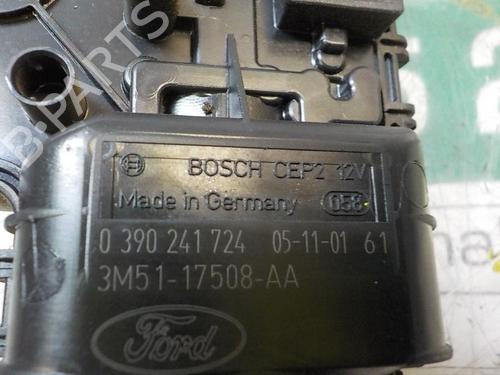 BOSCH CEP2 12V
Made in Germany 058
0 390 241 724 05-11-01 61
3M51-17508-AA
Ford
B-PARTS